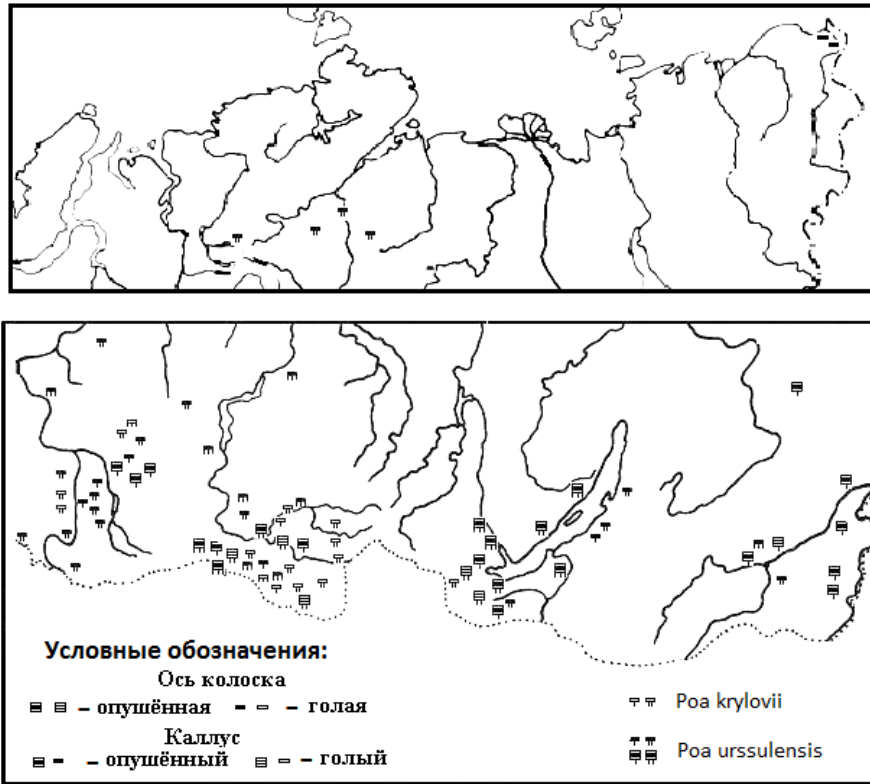 Условные обозначения:
Ось колоска
– опушённая – голая
Каллус
– опушённый – голый
Poa krylovii
Poa urssulensis